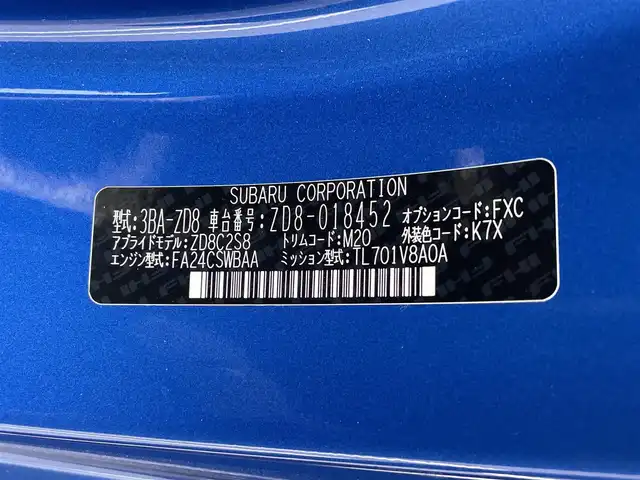 SUBARU CORPORATION
型式:3BA-ZD8 車台番号:ZD8-018452 オプションコード:FXC
アプライドモデル:ZD8C2S8 トリムコード:M20 外装色コード:K7X
エンジン型式:FA24CSWBAA ミッション型式:TL701V8A0A